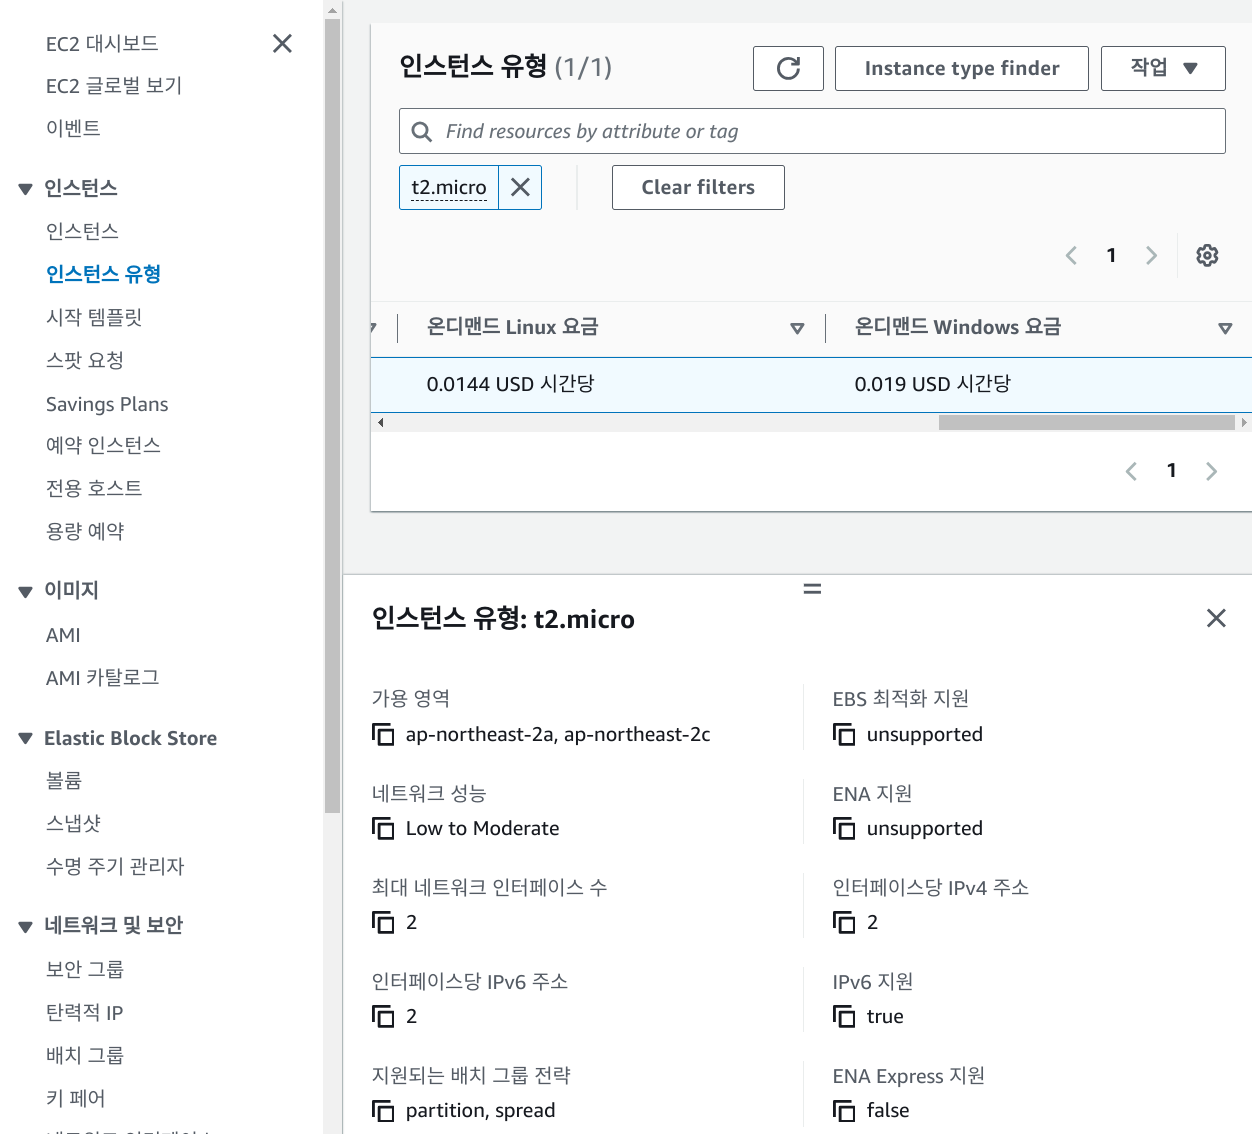 EC2 대시보드
EC2 글로벌 보기
이벤트
인스턴스
인스턴스
인스턴스 유형
시작 템플릿
스팟 요청
Savings Plans
예약 인스턴스
전용 호스트
용량 예약
이미지
AMI
AMI 카탈로그
Elastic Block Store
볼륨
스냅샷
수명 주기 관리자
네트워크 및 보안
보안 그룹
탄력적 IP
배치 그룹
키 페어
인스턴스 유형 (1/1)
Instance type finder
작업
Find resources by attribute or tag
t2.micro
Clear filters
1
온디맨드 Linux 요금 온디맨드 Windows 요금
0.0144 USD 시간당 0.019 USD 시간당
1
인스턴스 유형: t2.micro
가용 영역 EBS 최적화 지원
ap-northeast-2a, ap-northeast-2c unsupported
네트워크 성능 ENA 지원
Low to Moderate unsupported
최대 네트워크 인터페이스 수 인터페이스당 IPv4 주소
2 2
인터페이스당 IPv6 주소 IPv6 지원
2 true
지원되는 배치 그룹 전략 ENA Express 지원
partition, spread false